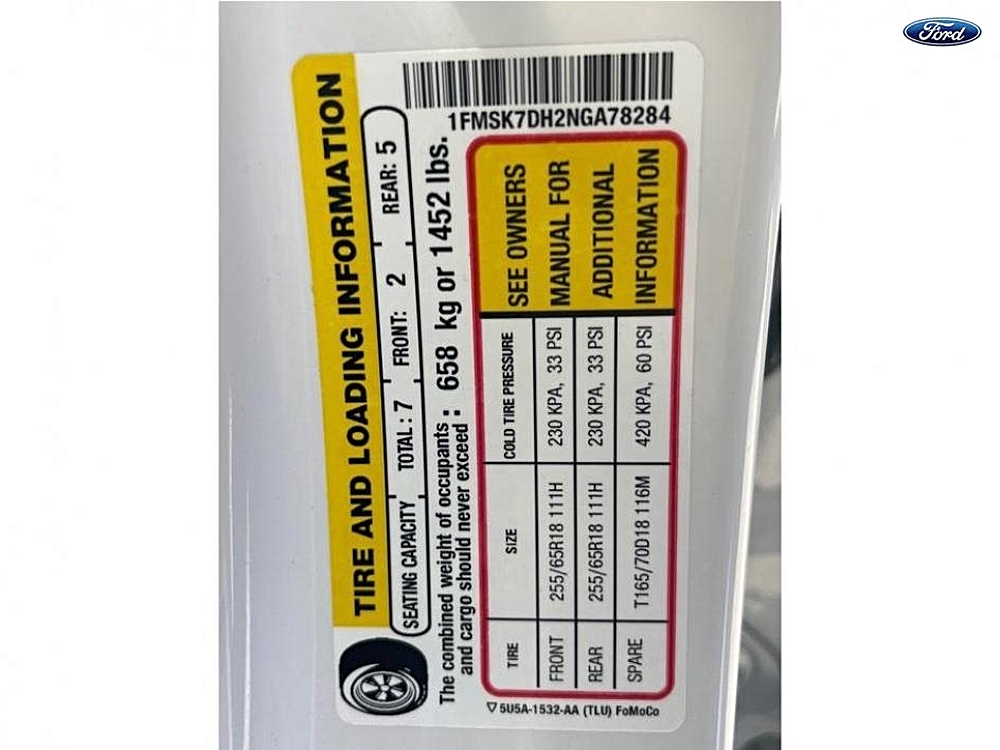 Ford
TIRE AND LOADING INFORMATION
SEATING CAPACITY TOTAL : 7 FRONT: 2 REAR: 5
The combined weight of occupants : 658 kg or 1452 lbs.
and cargo should never exceed :
1FMSK7DH2NGA78284
TIRE SIZE COLD TIRE PRESSURE
FRONT 255/65R18 111H 230 KPA, 33 PSI
REAR 255/65R18 111H 230 KPA, 33 PSI
SPARE T165/70D18 116M 420 KPA, 60 PSI
SEE OWNERS
MANUAL FOR
ADDITIONAL
INFORMATION
5U5A-1532-AA (TLU) FoMoCo